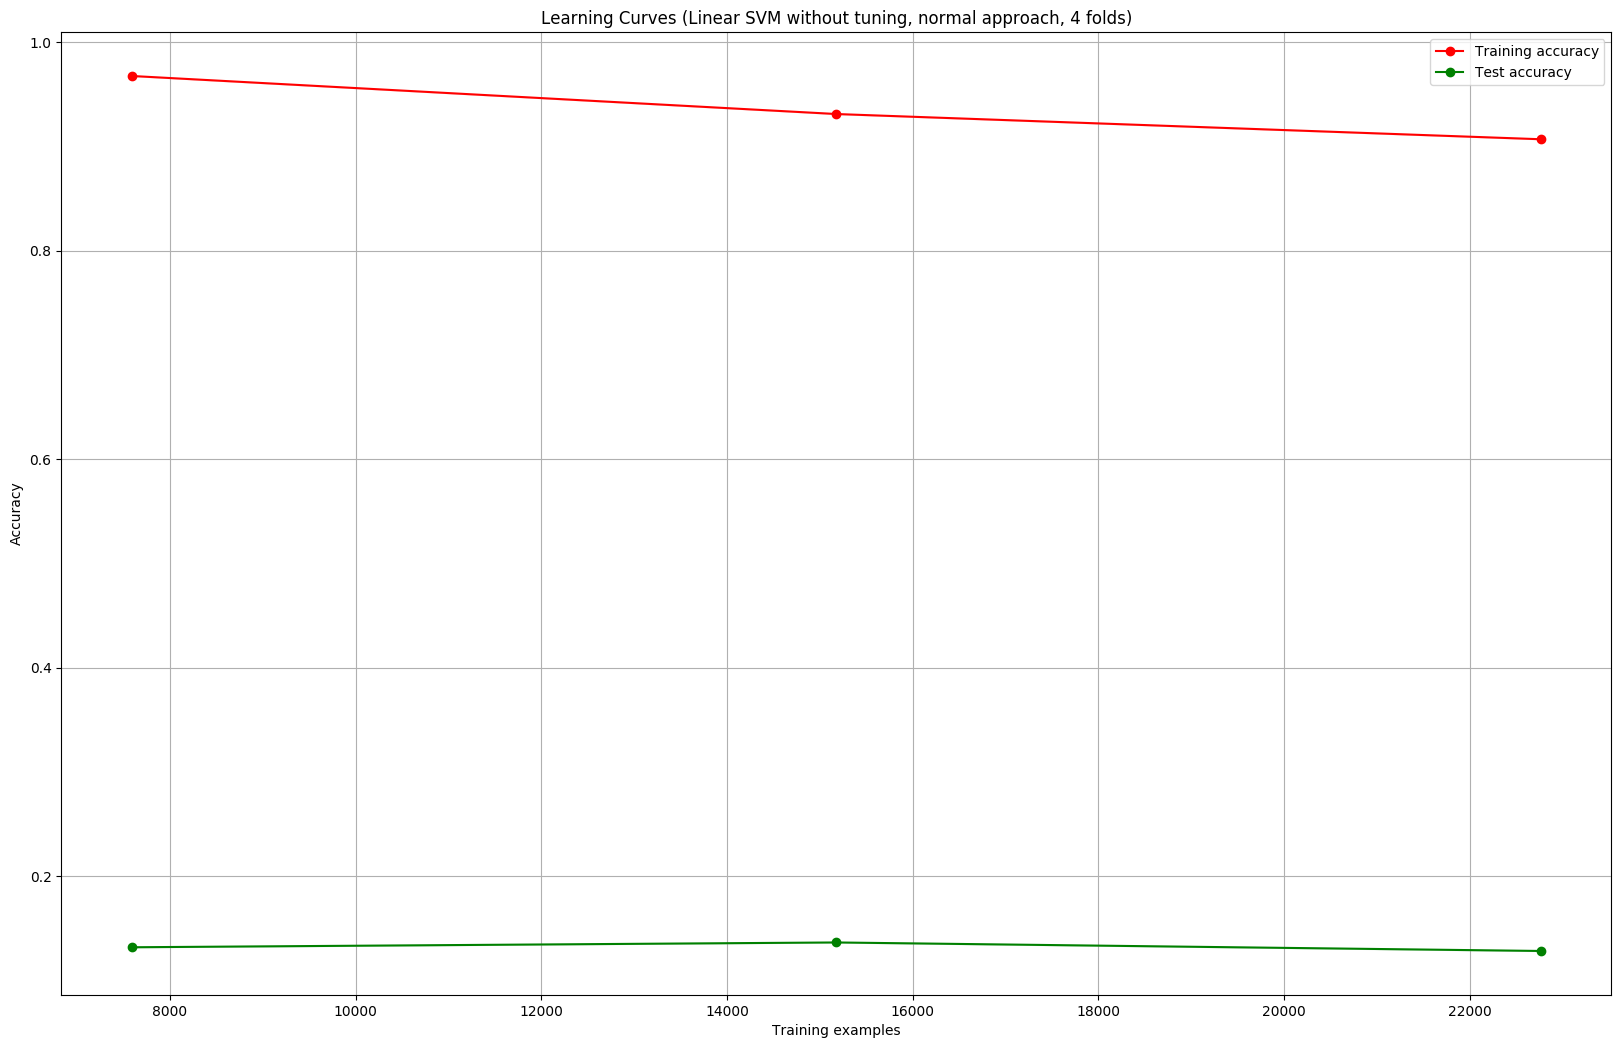 Learning Curves (Linear SVM without tuning, normal approach, 4 folds)
Training accuracy
Test accuracy
1.0
0.8
0.6
0.4
0.2
Accuracy
8000 10000 12000 14000 16000 18000 20000 22000
Training examples